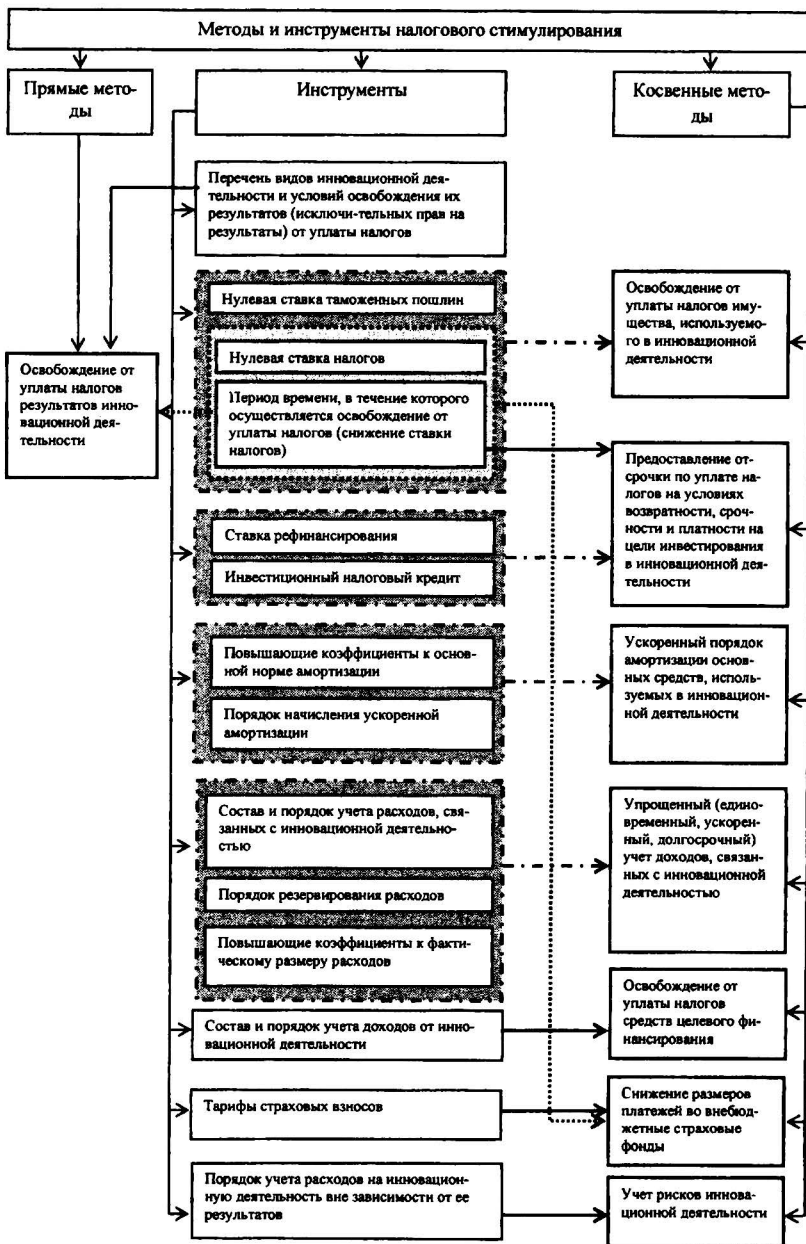 Методы и инструменты налогового стимулирования
Прямые мето-
ды
Инструменты
Косвенные мето-
ды
Перечень видов инновационной дея-
тельности и условий освобождения их
результатов (исключи-тельных прав на
результаты) от уплаты налогов
Нулевая ставка таможенных пошлин
Нулевая ставка налогов
Период времени, в течение которого
осуществляется освобождение от
уплаты налогов (снижение ставки
налогов)
Освобождение от
уплаты налогов
результатов инно-
вационной дея-
тельности
Освобождение от
уплаты налогов иму-
щества, используемо-
го в инновационной
деятельности
Предоставление от-
срочки по уплате на-
логов на условиях
возвратности, сроч-
ности и платности на
цели инвестирования
в инновационной дея-
тельности
Ставка рефинансирования
Инвестиционный налоговый кредит
Повышающие коэффициенты к основ-
ной норме амортизации
Порядок начисления ускоренной
амортизации
Ускоренный порядок
амортизации основ-
ных средств, исполь-
зуемых в инновацион-
ной деятельности
Состав и порядок учета расходов, свя-
занных с инновационной деятельно-
стью
Порядок резервирования расходов
Повышающие коэффициенты к факти-
ческому размеру расходов
Упрощенный (едино-
временный, ускорен-
ный, долгосрочный)
учет доходов, связан-
ных с инновационной
деятельностью
Состав и порядок учета доходов от инно-
вационной деятельности
Освобождение от
уплаты налогов
средств целевого фи-
нансирования
Тарифы страховых взносов
Снижение размеров
платежей во внебюд-
жетные страховые
фонды
Порядок учета расходов на инновацион-
ную деятельность вне зависимости от ее
результатов
Учет рисков иннова-
ционной деятельности